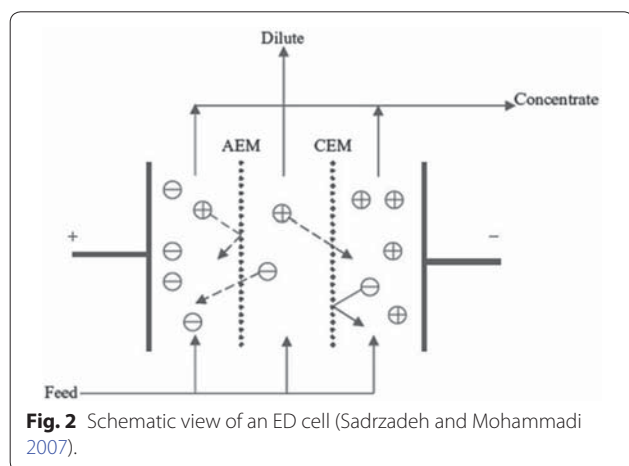 Dilute
Concentrate
AEM CEM
+ −
Feed
Fig. 2 Schematic view of an ED cell (Sadrzadeh and Mohammadi
2007).